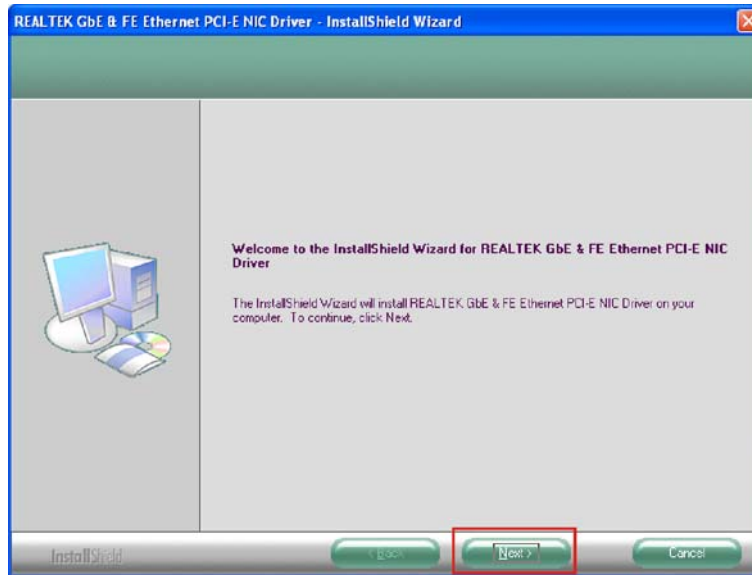 REALTEK GbE & FE Ethernet PCI-E NIC Driver - InstallShield Wizard
Welcome to the InstallShield Wizard for REALTEK GbE & FE Ethernet PCI-E NIC
Driver
The InstallShield Wizard will install REALTEK GbE & FE Ethernet PCI-E NIC Driver on your
computer. To continue, click Next.
InstallShield
< Back
Next >
Cancel